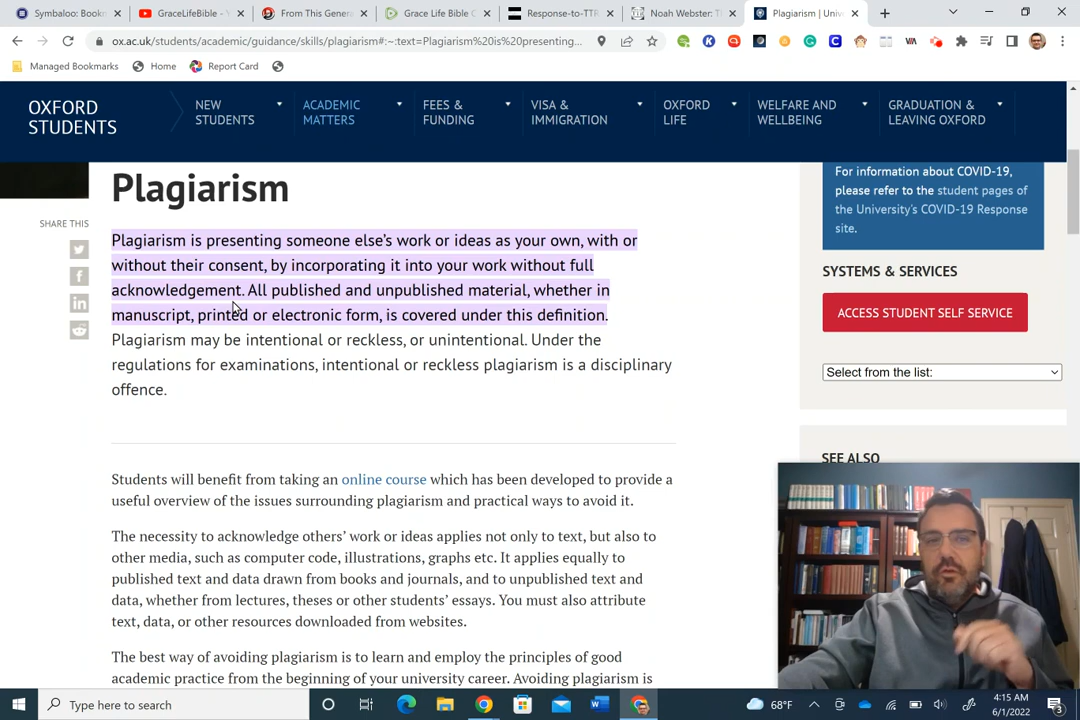 Symbaloo: Bookn
GraceLifeBible - Y
From This Genera
Grace Life Bible C
Response-to-TTR
Noah Webster: Th
Plagiarism | Univ
ox.ac.uk/students/academic/guidance/skills/plagiarism#:~:text=Plagiarism%20is%20presenting...
Managed Bookmarks
Home
Report Card
OXFORD
STUDENTS
NEW
STUDENTS
ACADEMIC
MATTERS
FEES &
FUNDING
VISA &
IMMIGRATION
OXFORD
LIFE
WELFARE AND
WELLBEING
GRADUATION &
LEAVING OXFORD
Plagiarism
SHARE THIS
Plagiarism is presenting someone else’s work or ideas as your own, with or
without their consent, by incorporating it into your work without full
acknowledgement. All published and unpublished material, whether in
manuscript, printed or electronic form, is covered under this definition.
Plagiarism may be intentional or reckless, or unintentional. Under the
regulations for examinations, intentional or reckless plagiarism is a disciplinary
offence.
Students will benefit from taking an online course which has been developed to provide a
useful overview of the issues surrounding plagiarism and practical ways to avoid it.
The necessity to acknowledge others’ work or ideas applies not only to text, but also to
other media, such as computer code, illustrations, graphs etc. It applies equally to
published text and data drawn from books and journals, and to unpublished text and
data, whether from lectures, theses or other students’ essays. You must also attribute
text, data, or other resources downloaded from websites.
The best way of avoiding plagiarism is to learn and employ the principles of good
academic practice from the beginning of your university career. Avoiding plagiarism is
For information about COVID-19,
please refer to the student pages of
the University's COVID-19 Response
site.
SYSTEMS & SERVICES
ACCESS STUDENT SELF SERVICE
Select from the list:
SEE ALSO
Type here to search
68°F
4:15 AM
6/1/2022
3